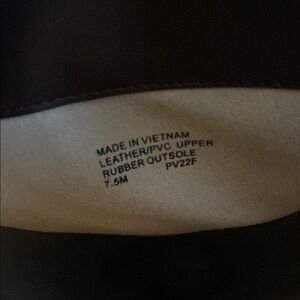 MADE IN VIETNAM
LEATHER/PVC UPPER
RUBBER OUTSOLE
7.5M PV22F